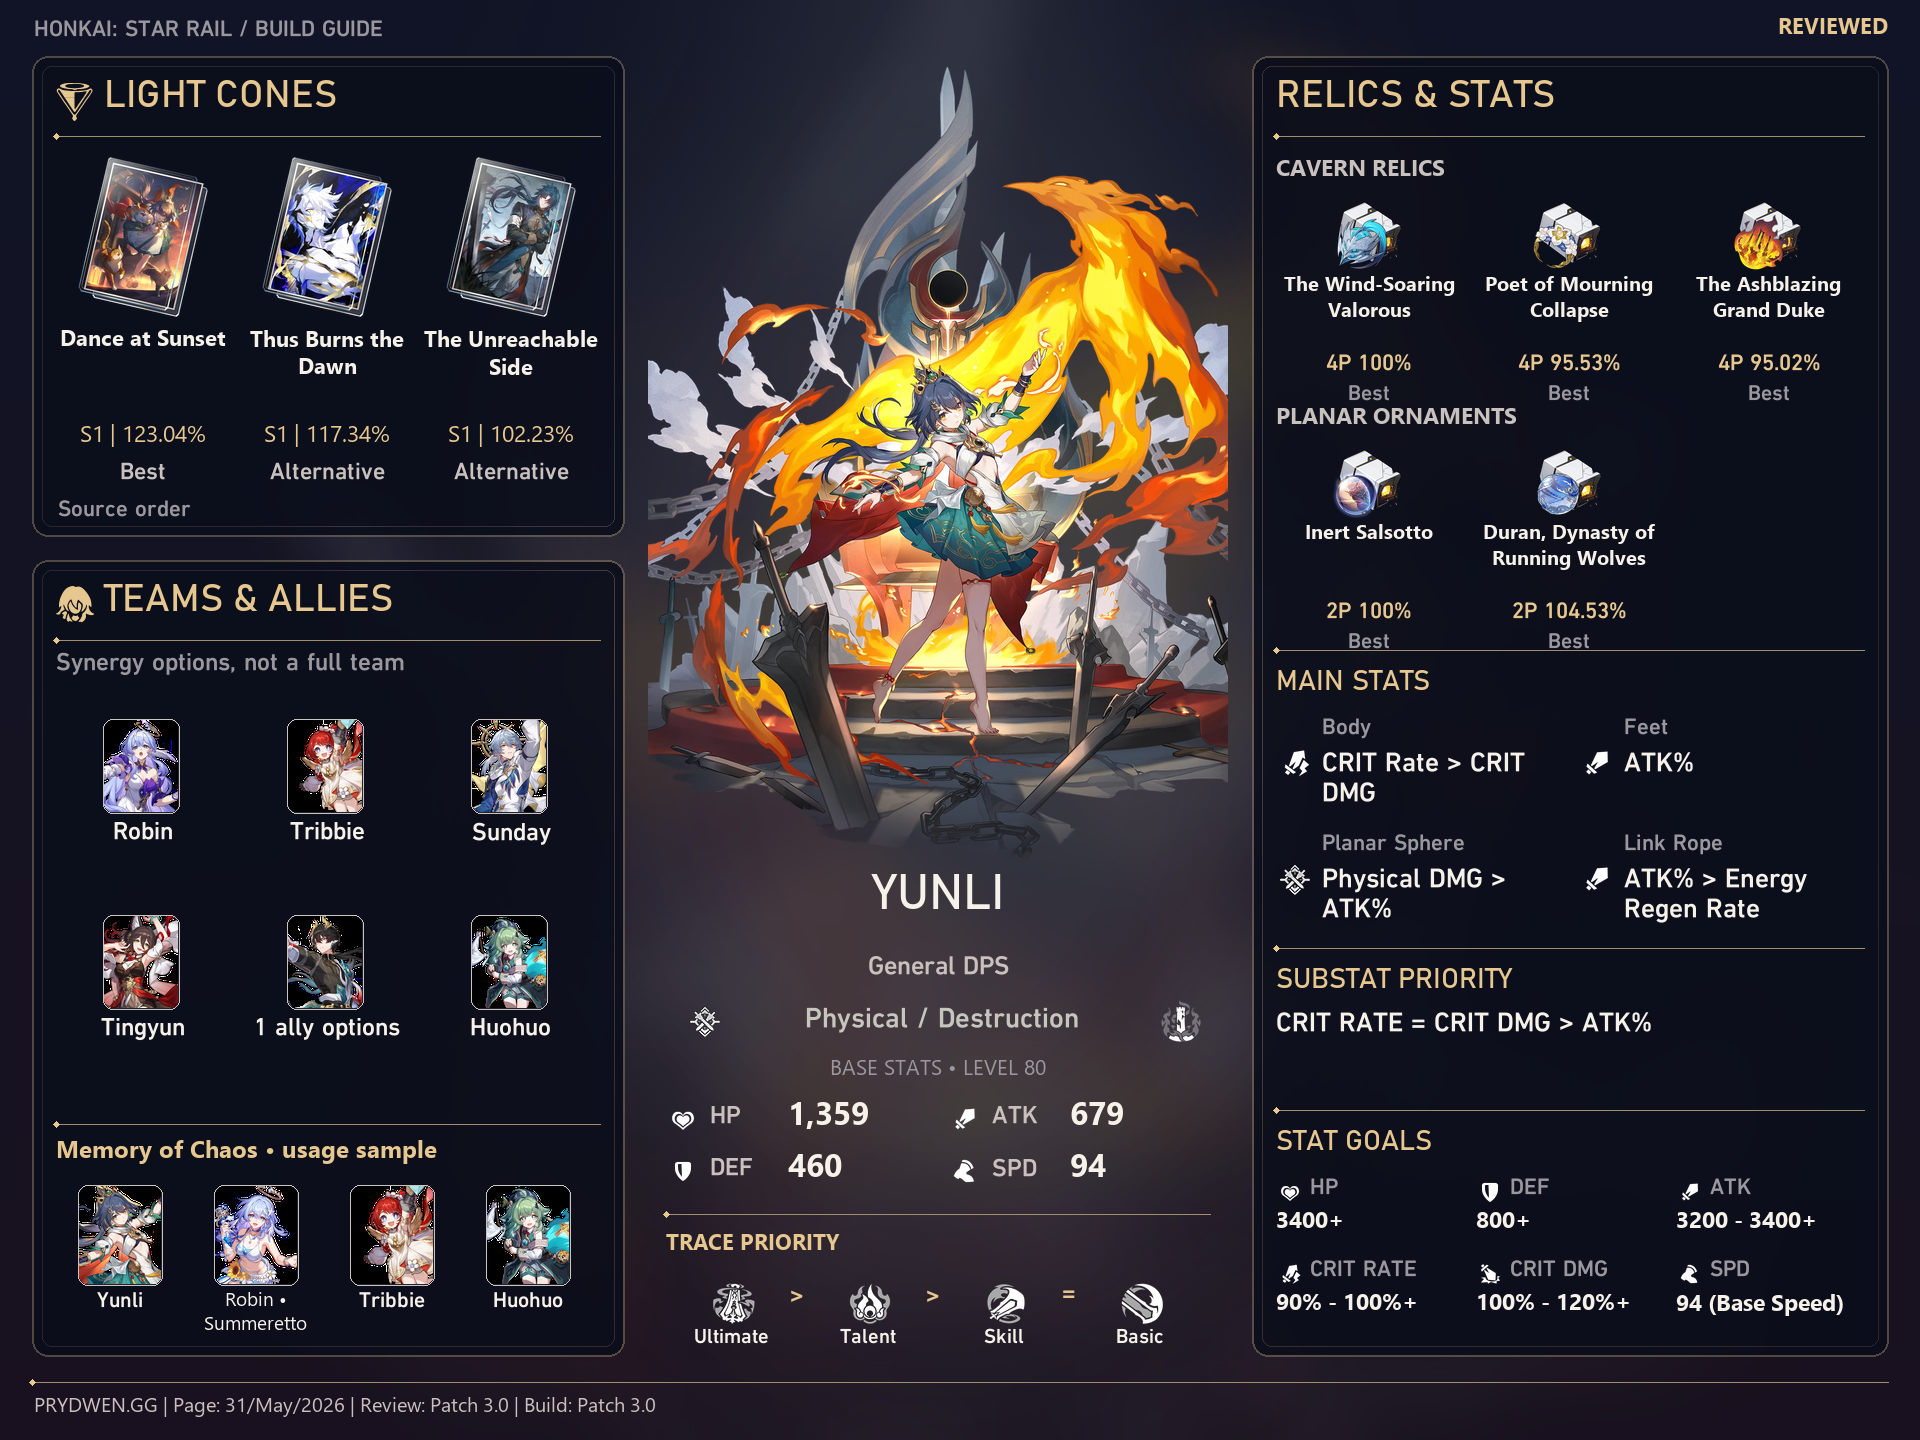 HONKAI: STAR RAIL / BUILD GUIDE
REVIEWED
LIGHT CONES
Dance at Sunset
Thus Burns the
Dawn
The Unreachable
Side
S1 | 123.04%
S1 | 117.34%
S1 | 102.23%
Best
Alternative
Alternative
Source order
TEAMS & ALLIES
Synergy options, not a full team
Robin
Tribbie
Sunday
Tingyun
1 ally options
Huohuo
Memory of Chaos • usage sample
Yunli
Robin •
Summeretto
Tribbie
Huohuo
YUNLI
General DPS
Physical / Destruction
BASE STATS • LEVEL 80
HP 1,359
ATK 679
DEF 460
SPD 94
TRACE PRIORITY
> > =
Ultimate
Talent
Skill
Basic
RELICS & STATS
CAVERN RELICS
The Wind-Soaring
Valorous
Poet of Mourning
Collapse
The Ashblazing
Grand Duke
4P 100%
4P 95.53%
4P 95.02%
Best
Best
Best
PLANAR ORNAMENTS
Inert Salsotto
Duran, Dynasty of
Running Wolves
2P 100%
2P 104.53%
Best
Best
MAIN STATS
Body
CRIT Rate > CRIT
DMG
Feet
ATK%
Planar Sphere
Physical DMG >
ATK%
Link Rope
ATK% > Energy
Regen Rate
SUBSTAT PRIORITY
CRIT RATE = CRIT DMG > ATK%
STAT GOALS
HP
3400+
DEF
800+
ATK
3200 - 3400+
CRIT RATE
90% - 100%+
CRIT DMG
100% - 120%+
SPD
94 (Base Speed)
PRYDWEN.GG | Page: 31/May/2026 | Review: Patch 3.0 | Build: Patch 3.0